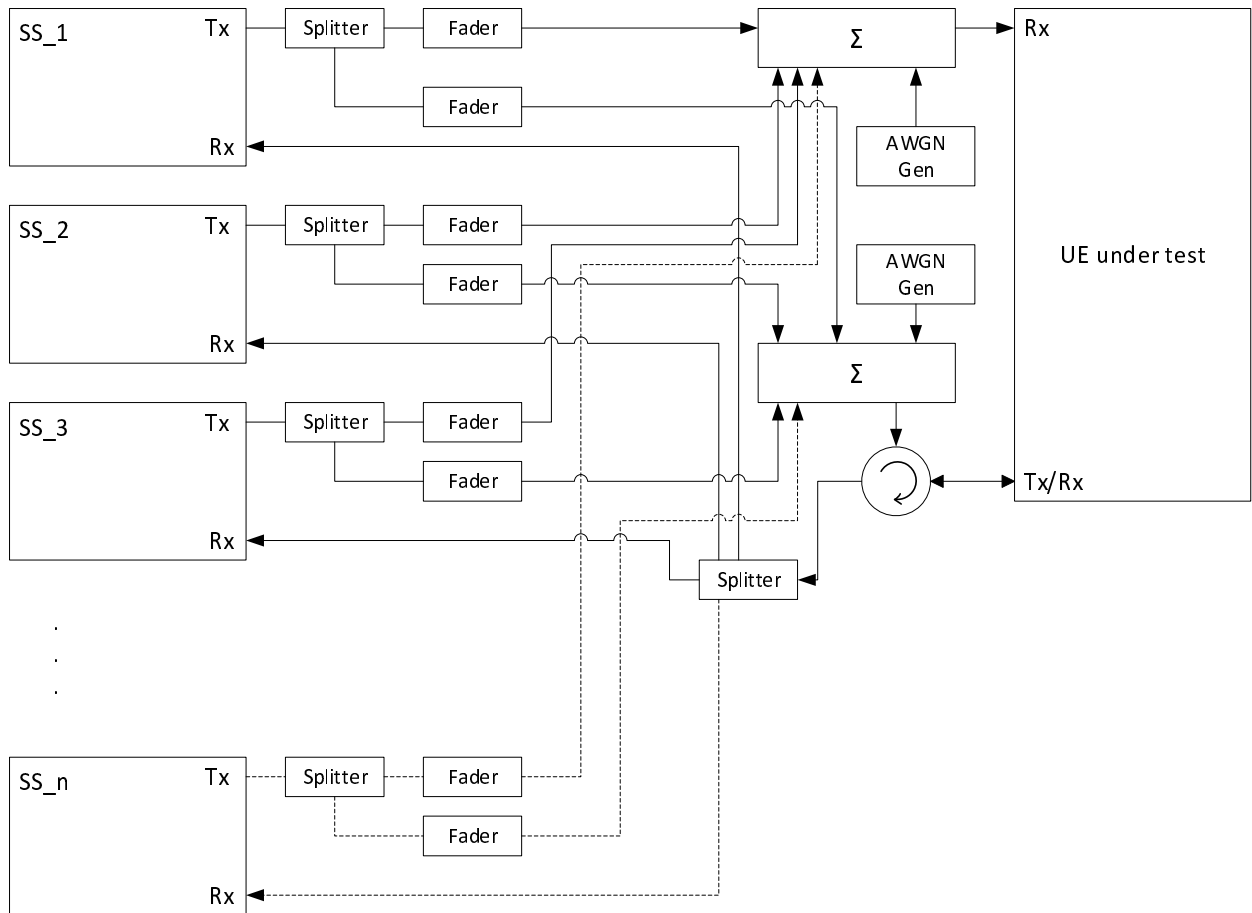 SS_1
Tx
Splitter
Fader
Σ
Rx
Fader
Rx
AWGN
Gen
SS_2
Tx
Splitter
Fader
UE under test
Fader
AWGN
Gen
Rx
Σ
SS_3
Tx
Splitter
Fader
Fader
Tx/Rx
Rx
Splitter
.
.
.
SS_n
Tx
Splitter
Fader
Fader
Rx